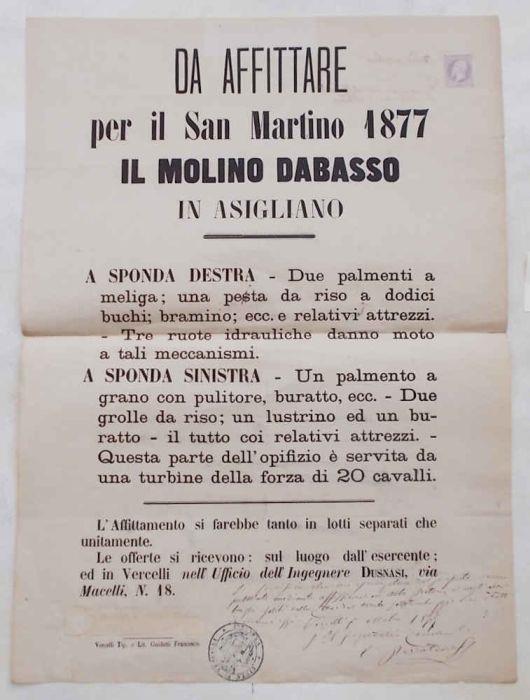 DA AFFITTARE
per il San Martino 1877
IL MOLINO DABASSO
IN ASIGLIANO
A SPONDA DESTRA - Due palmenti a
meliga; una pesta da riso a dodici
buchi; bramino; ecc. e relativi attrezzi.
- Tre ruote idrauliche danno moto
a tali meccanismi.
A SPONDA SINISTRA - Un palmento a
grano con pulitore, buratto, ecc. - Due
grolle da riso; un lustrino ed un bu-
ratto - il tutto coi relativi attrezzi. -
Questa parte dell'opifizio è servita da
una turbine della forza di 20 cavalli.
L'Affittamento si farebbe tanto in lotti separati che
unitamente.
Le offerte si ricevono: sul luogo dall'esercente;
ed in Vercelli nell'Ufficio dell'Ingegnere DUSNASI, via
Macelli, N. 18.
Vercelli Tip. e Lit. Guidetti Francesco